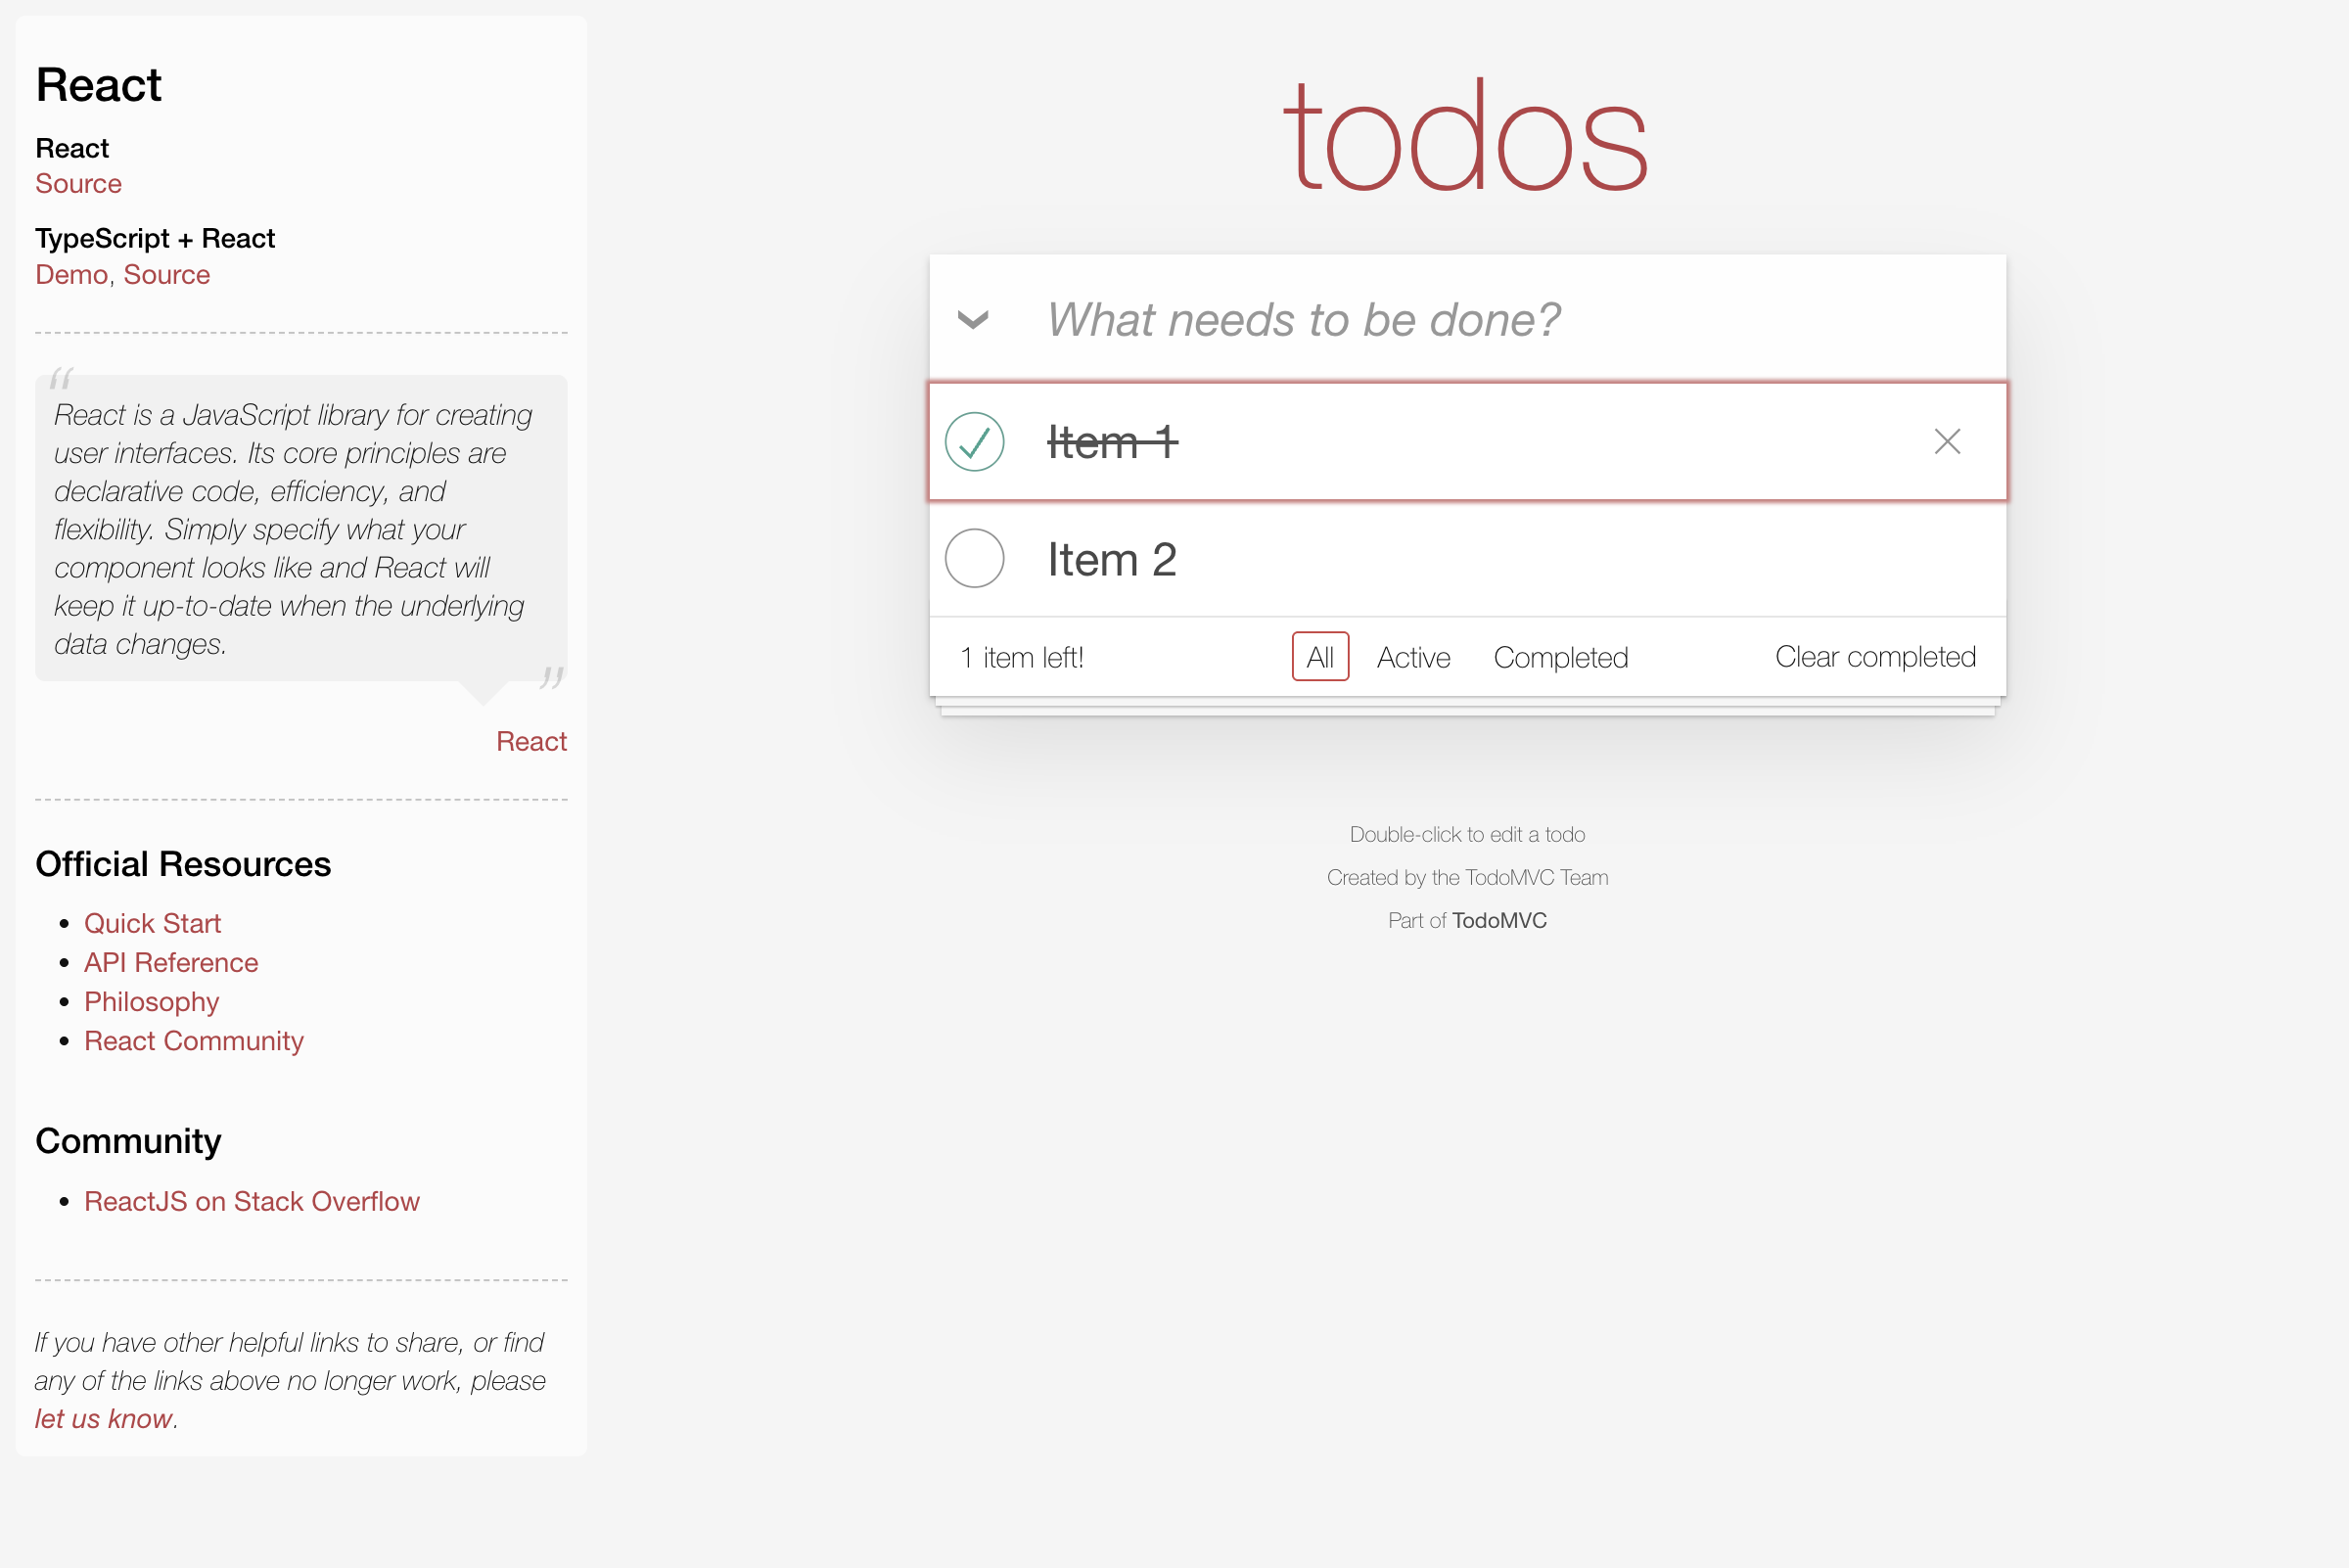 React
React
Source
TypeScript + React
Demo, Source
“
React is a JavaScript library for creating
user interfaces. Its core principles are
declarative code, efficiency, and
flexibility. Simply specify what your
component looks like and React will
keep it up-to-date when the underlying
data changes.
”
React
Official Resources
• Quick Start
• API Reference
• Philosophy
• React Community
Community
• ReactJS on Stack Overflow
If you have other helpful links to share, or find
any of the links above no longer work, please
let us know.
todos
What needs to be done?
Item 1
Item 2
1 item left! All Active Completed Clear completed
Double-click to edit a todo
Created by the TodoMVC Team
Part of TodoMVC